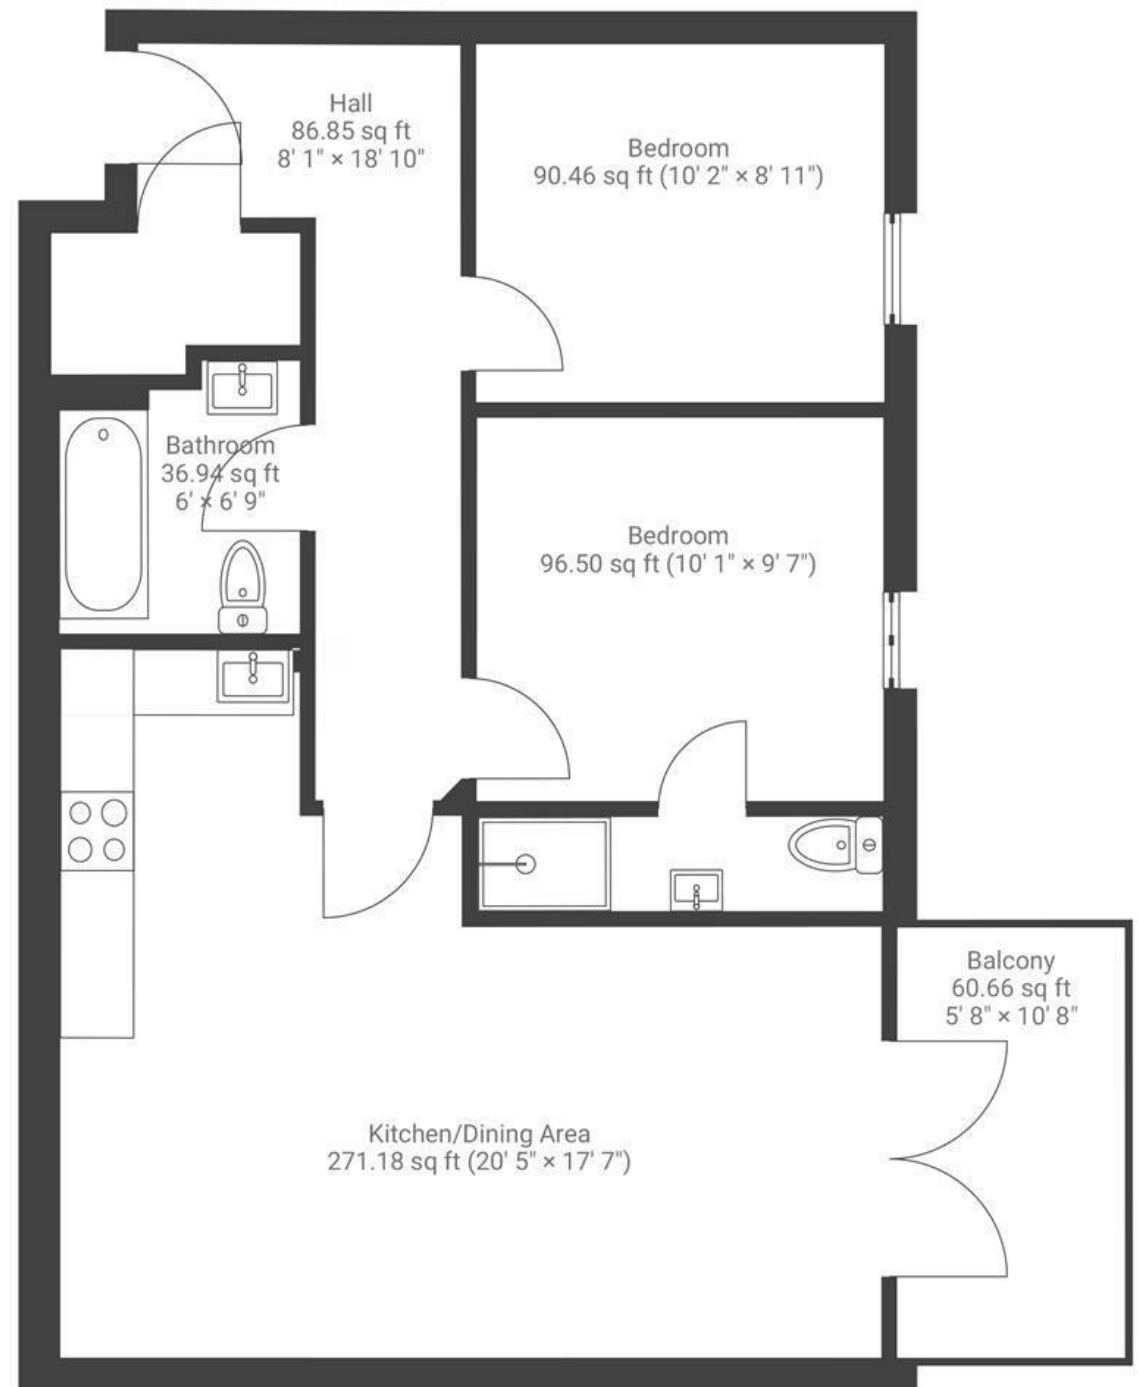 Hall
86.85 sq ft
8' 1" × 18' 10"
Bedroom
90.46 sq ft (10' 2" × 8' 11")
Bathroom
36.94 sq ft
6' × 6' 9"
Bedroom
96.50 sq ft (10' 1" × 9' 7")
Balcony
60.66 sq ft
5' 8" × 10' 8"
Kitchen/Dining Area
271.18 sq ft (20' 5" × 17' 7")